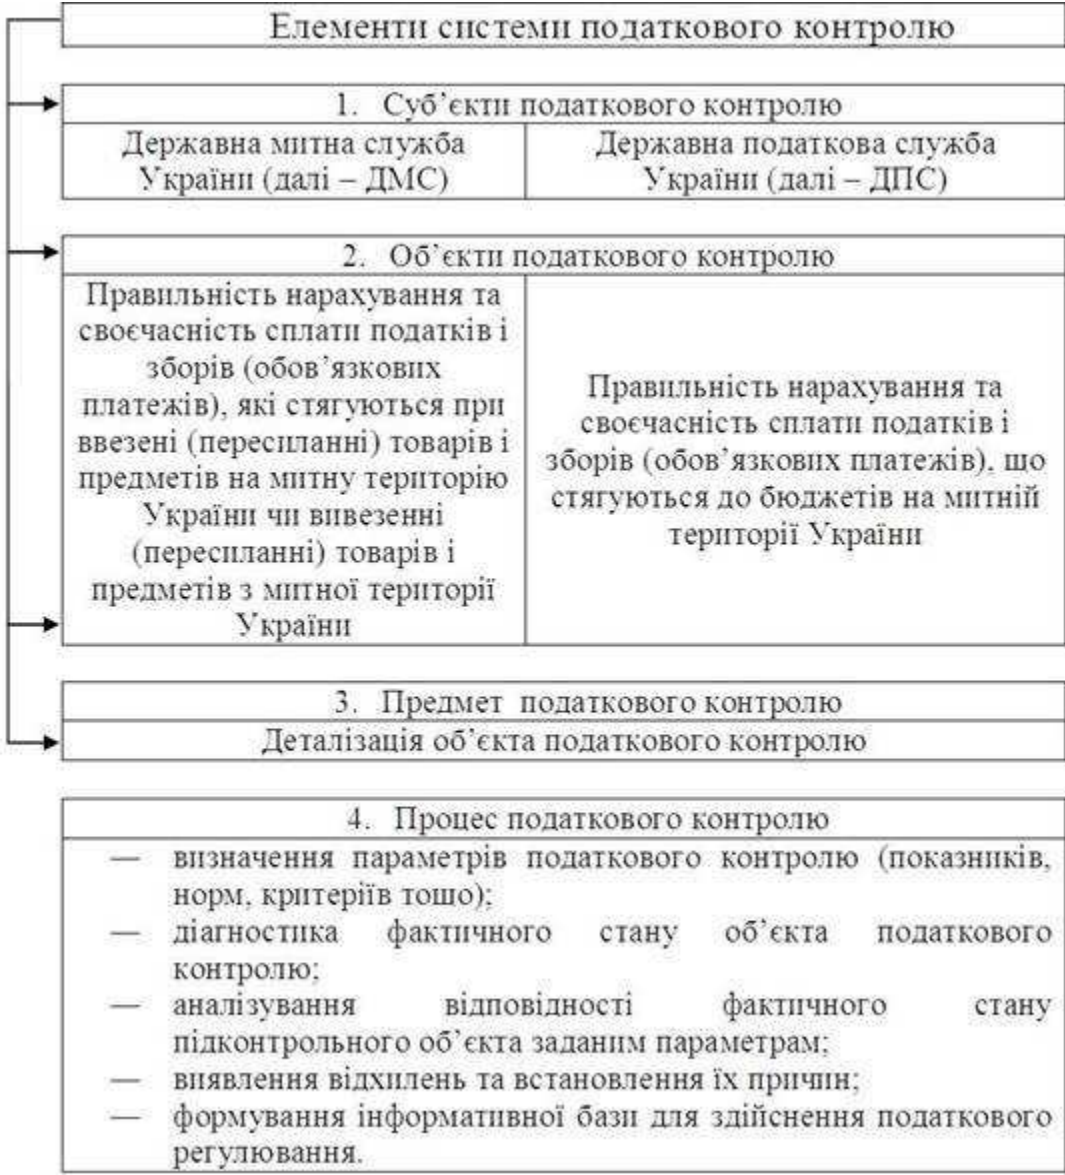 Елементи системи податкового контролю
1. Суб’єкти податкового контролю
Державна митна служба
України (далі – ДМС)
Державна податкова служба
України (далі – ДПС)
2. Об’єкти податкового контролю
Правильність нарахування та
своєчасність сплати податків і
зборів (обов’язкових
платежів), які стягуються при
ввезені (пересиланні) товарів і
предметів на митну територію
України чи вивезенні
(пересиланні) товарів і
предметів з митної території
України
Правильність нарахування та
своєчасність сплати податків і
зборів (обов’язкових платежів), що
стягуються до бюджетів на митній
території України
3. Предмет податкового контролю
Деталізація об’єкта податкового контролю
4. Процес податкового контролю
— визначення параметрів податкового контролю (показників,
норм, критеріїв тощо);
— діагностика фактичного стану об’єкта податкового
контролю;
— аналізування відповідності фактичного стану
підконтрольного об’єкта заданим параметрам;
— виявлення відхилень та встановлення їх причин;
— формування інформативної бази для здійснення податкового
регулювання.